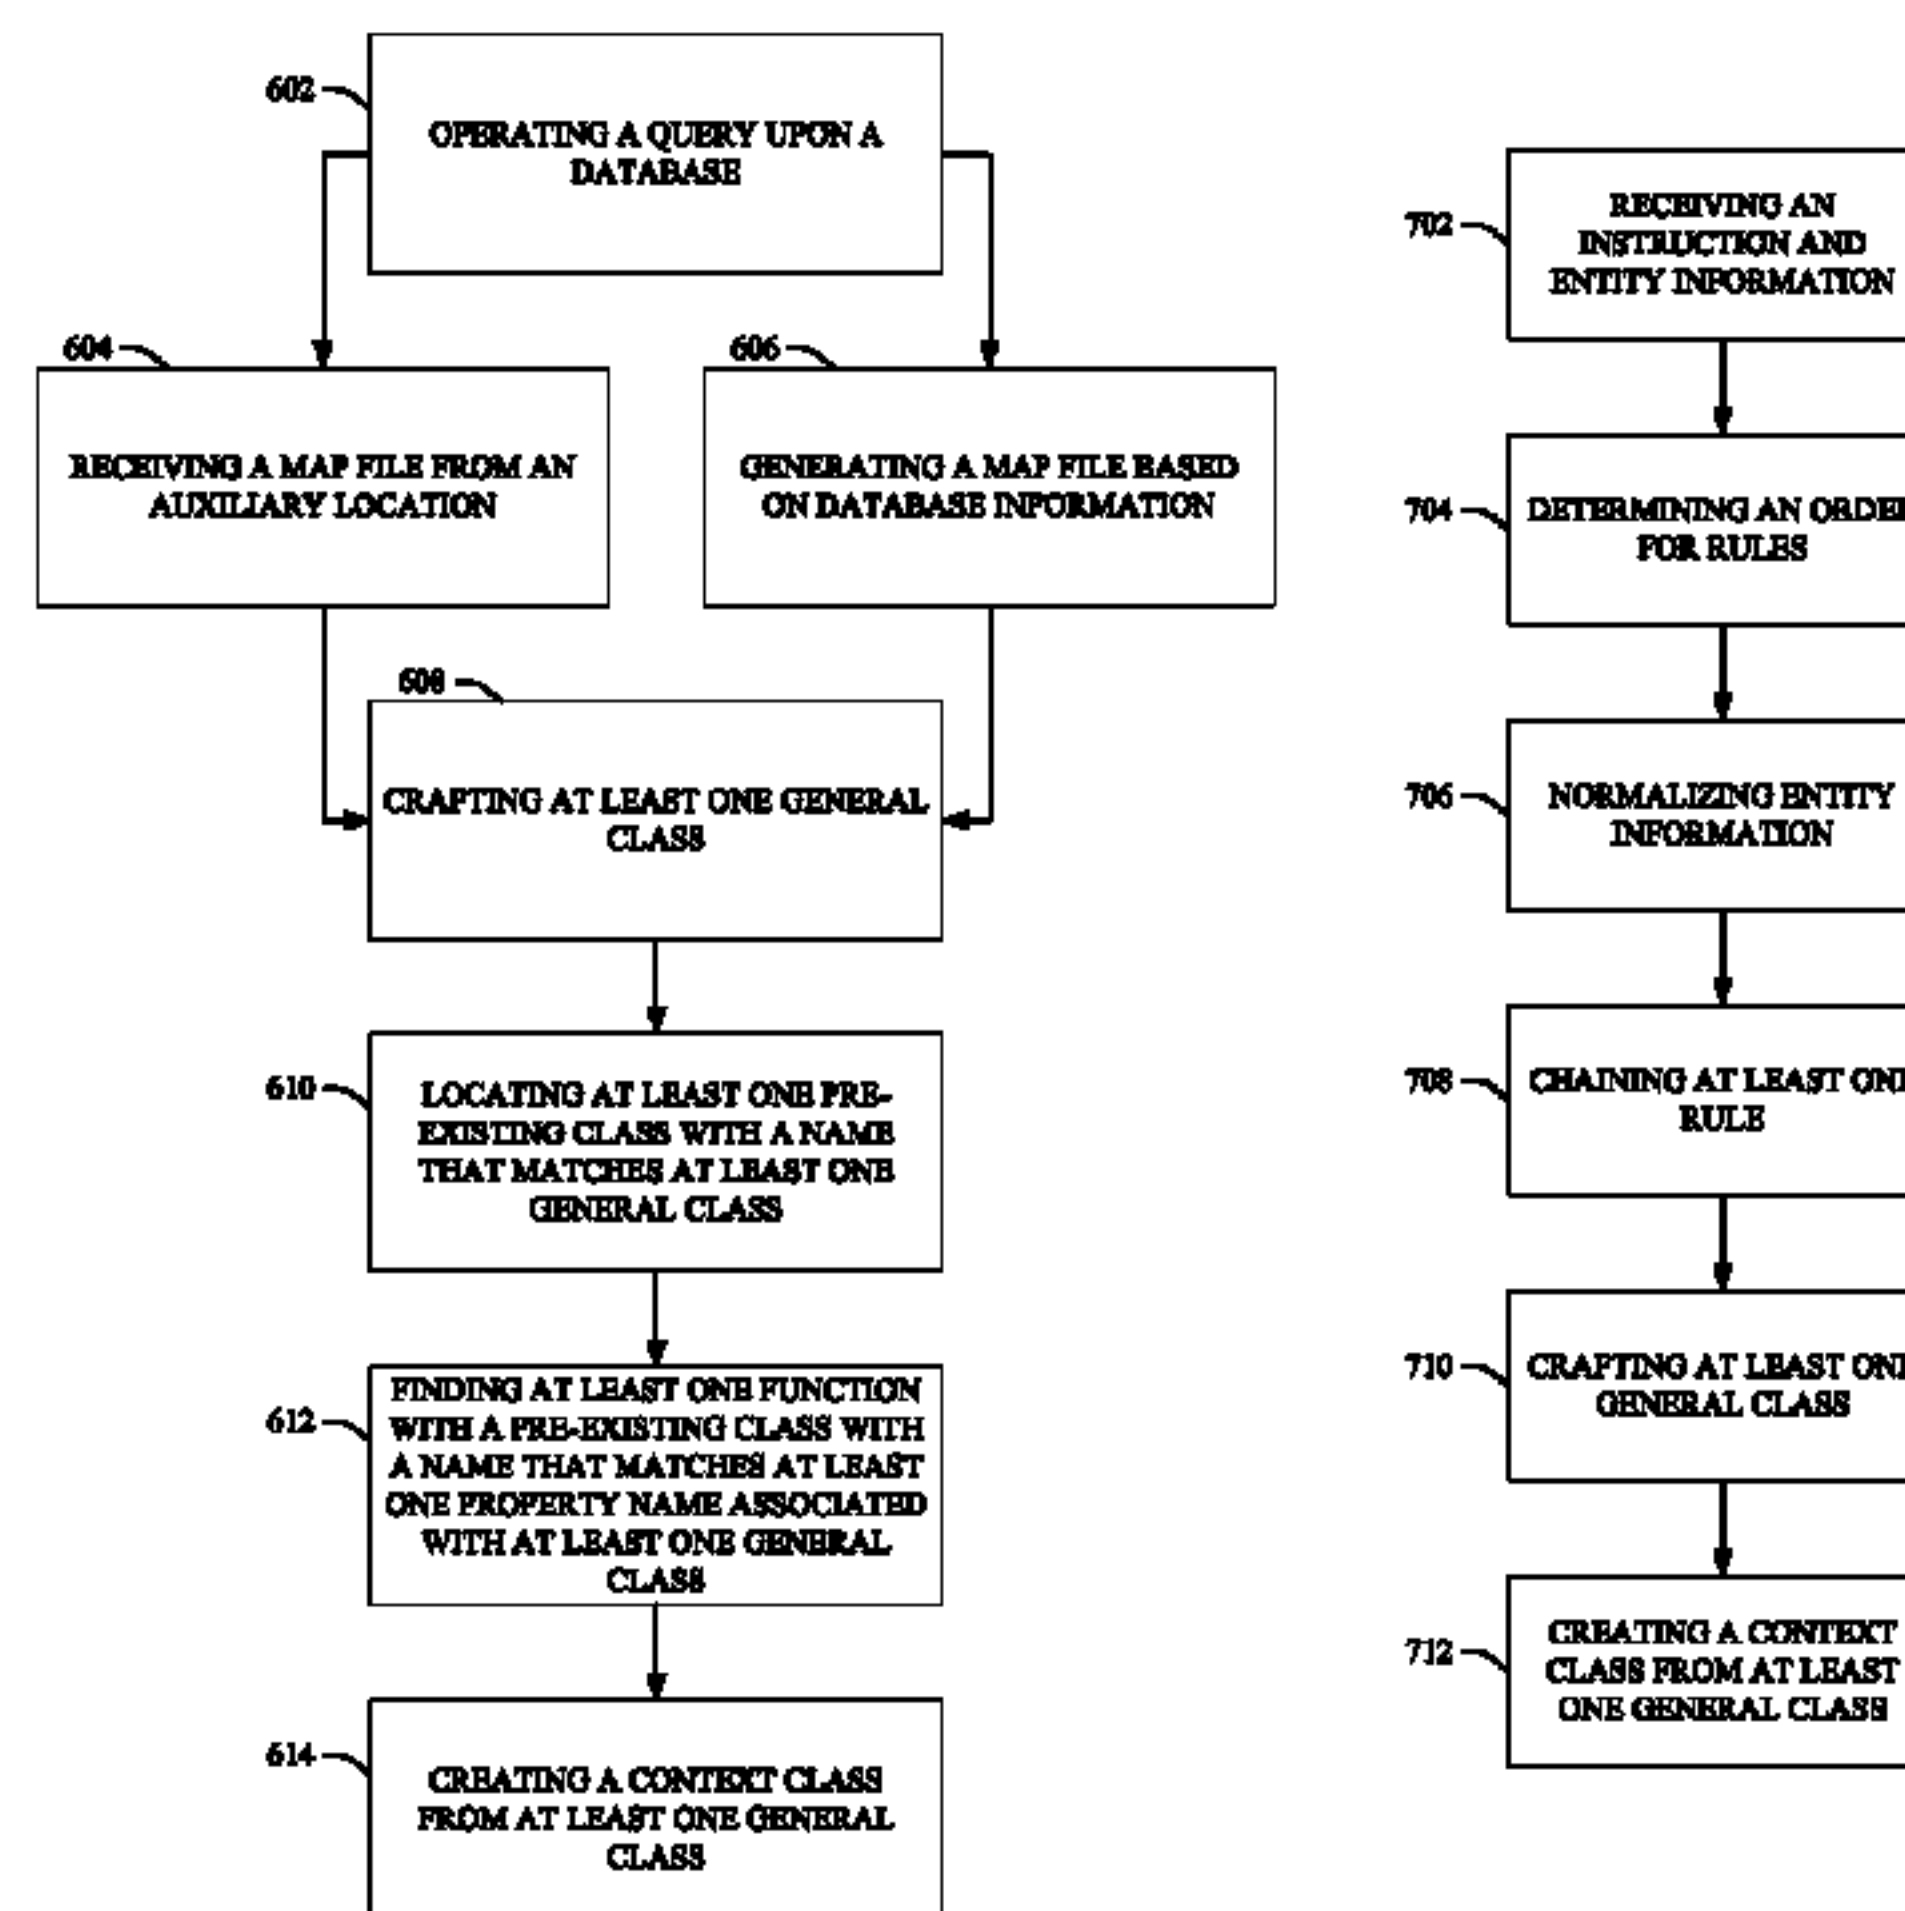 602
OPERATING A QUERY UPON A
DATABASE
604
RECEIVING A MAP FILE FROM AN
AUXILIARY LOCATION
606
GENERATING A MAP FILE BASED
ON DATABASE INFORMATION
608
CRAFTING AT LEAST ONE GENERAL
CLASS
610
LOCATING AT LEAST ONE PRE-
EXISTING CLASS WITH A NAME
THAT MATCHES AT LEAST ONE
GENERAL CLASS
612
FINDING AT LEAST ONE FUNCTION
WITH A PRE-EXISTING CLASS WITH
A NAME THAT MATCHES AT LEAST
ONE PROPERTY NAME ASSOCIATED
WITH AT LEAST ONE GENERAL
CLASS
614
CREATING A CONTEXT CLASS
FROM AT LEAST ONE GENERAL
CLASS
702
RECEIVING AN
INSTRUCTION AND
ENTITY INFORMATION
704
DETERMINING AN ORDER
FOR RULES
706
NORMALIZING ENTITY
INFORMATION
708
CHAINING AT LEAST ONE
RULE
710
CRAFTING AT LEAST ONE
GENERAL CLASS
712
CREATING A CONTEXT
CLASS FROM AT LEAST
ONE GENERAL CLASS